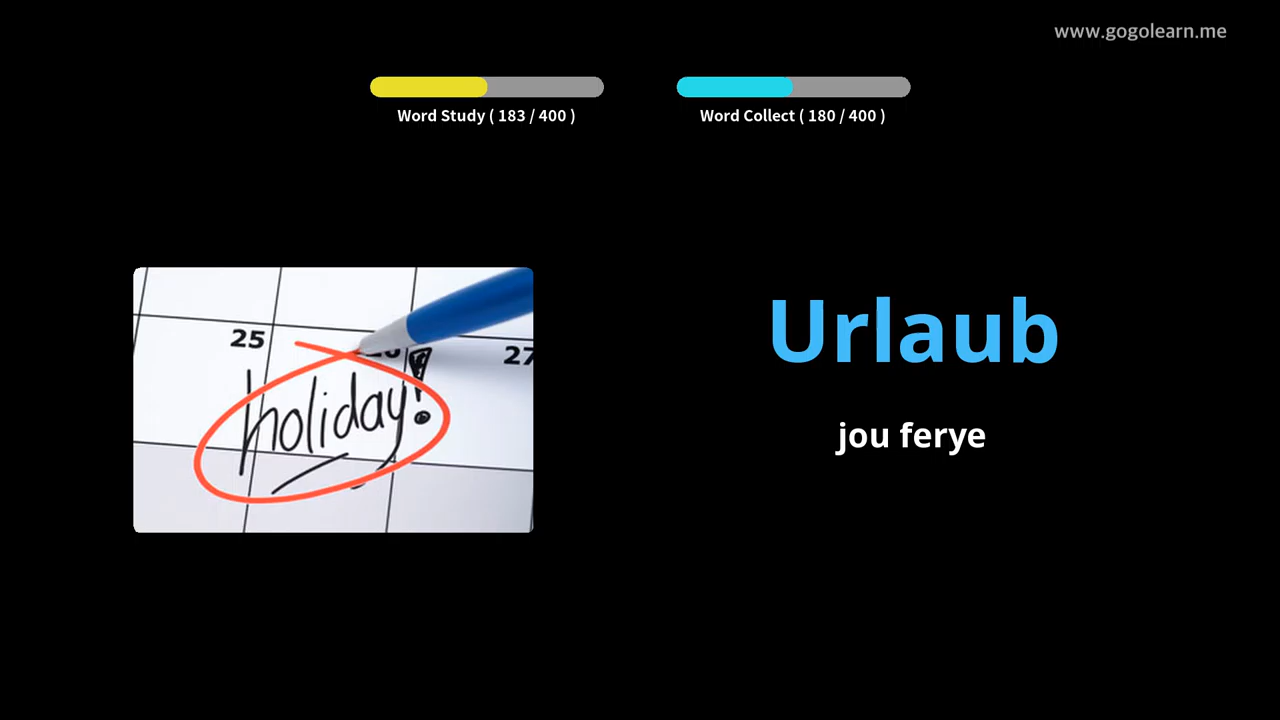 www.gogolearn.me
Word Study ( 183 / 400 )
Word Collect ( 180 / 400 )
25
27
holiday!
Urlaub
jou ferye